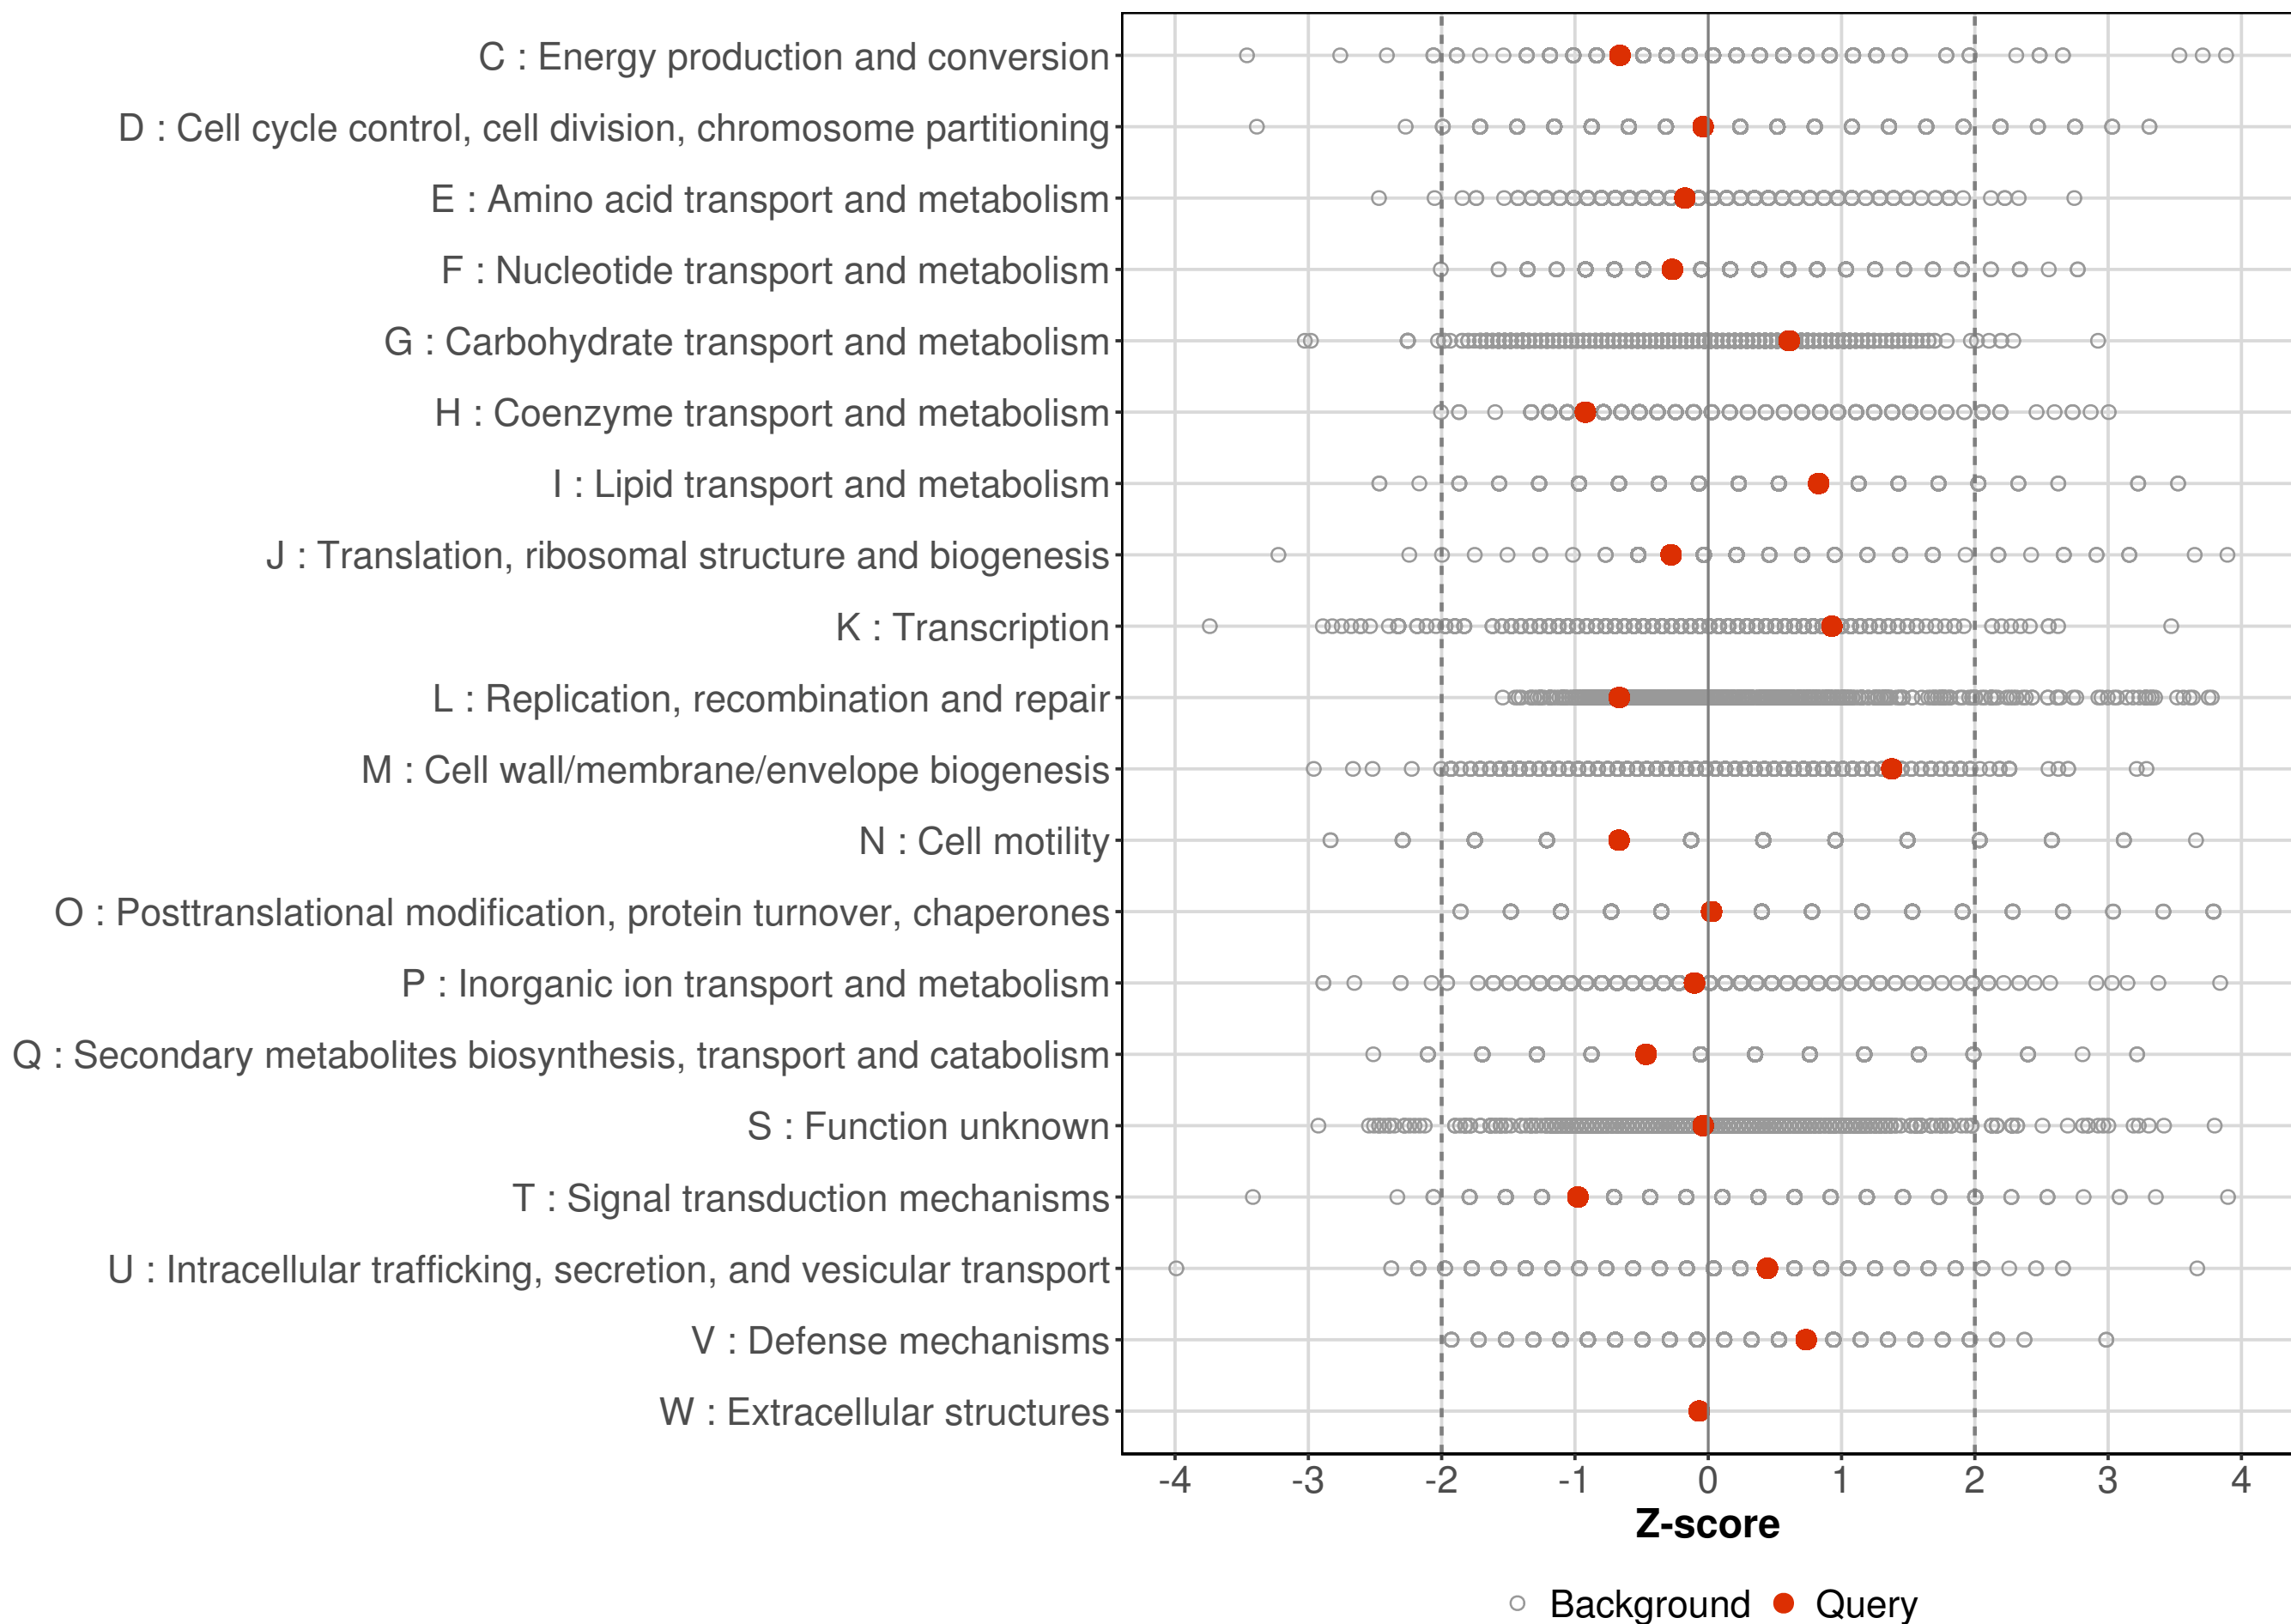 C : Energy production and conversion
D : Cell cycle control, cell division, chromosome partitioning
E : Amino acid transport and metabolism
F : Nucleotide transport and metabolism
G : Carbohydrate transport and metabolism
H : Coenzyme transport and metabolism
I : Lipid transport and metabolism
J : Translation, ribosomal structure and biogenesis
K : Transcription
L : Replication, recombination and repair
M : Cell wall/membrane/envelope biogenesis
N : Cell motility
O : Posttranslational modification, protein turnover, chaperones
P : Inorganic ion transport and metabolism
Q : Secondary metabolites biosynthesis, transport and catabolism
S : Function unknown
T : Signal transduction mechanisms
U : Intracellular trafficking, secretion, and vesicular transport
V : Defense mechanisms
W : Extracellular structures
-4 -3 -2 -1 0 1 2 3 4
Z-score
Background Query